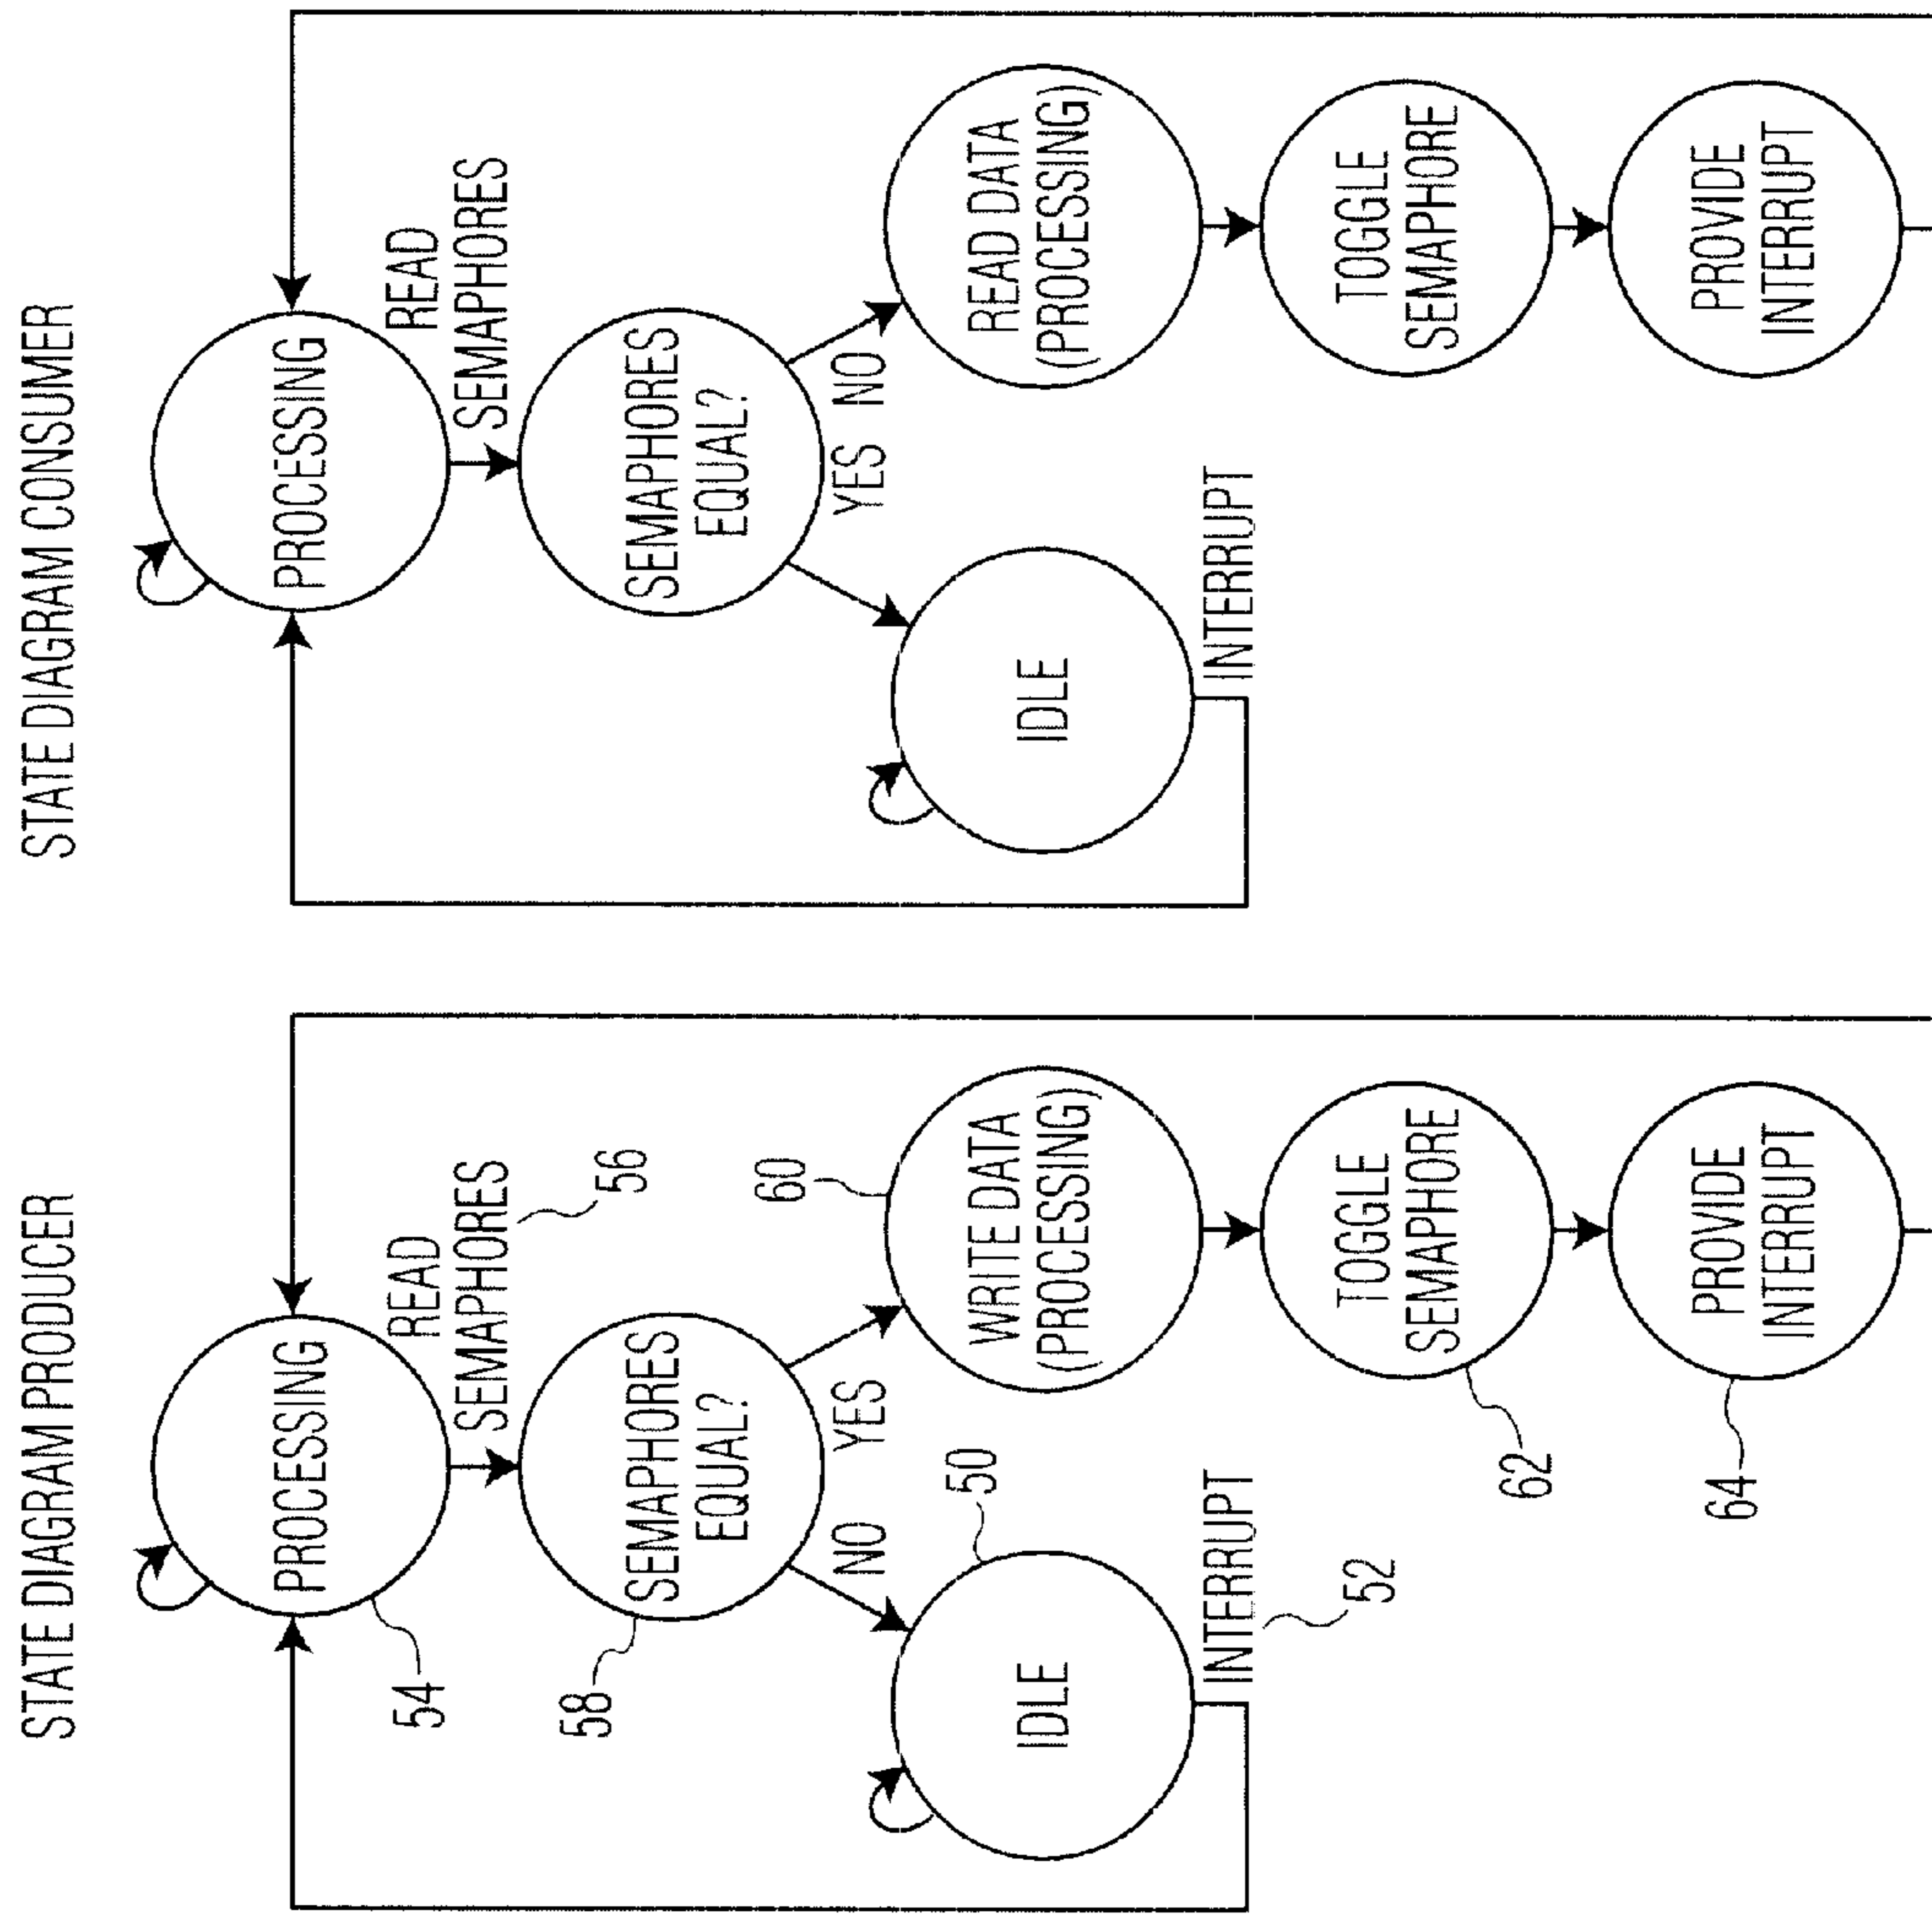 STATE DIAGRAM PRODUCER
PROCESSING
54
READ
SEMAPHORES
56
SEMAPHORES
EQUAL?
58
NO
YES
IDLE
50
INTERRUPT
52
WRITE DATA
(PROCESSING)
60
TOGGLE
SEMAPHORE
62
PROVIDE
INTERRUPT
64
STATE DIAGRAM CONSUMER
PROCESSING
READ
SEMAPHORES
SEMAPHORES
EQUAL?
YES
NO
IDLE
INTERRUPT
READ DATA
(PROCESSING)
TOGGLE
SEMAPHORE
PROVIDE
INTERRUPT